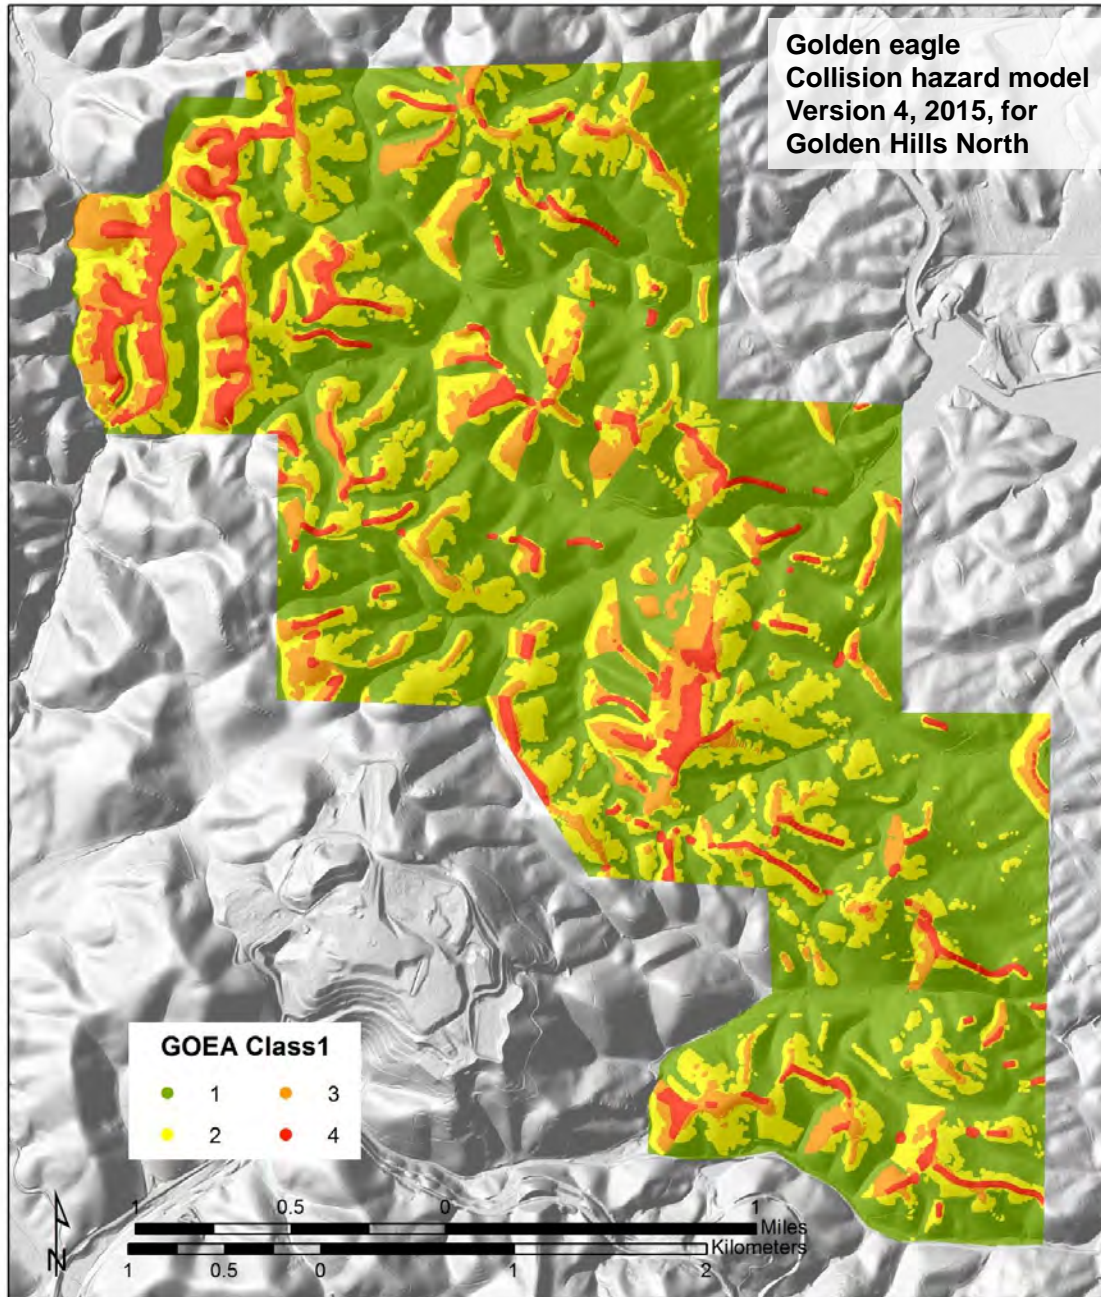 Golden eagle
Collision hazard model
Version 4, 2015, for
Golden Hills North
GOEA Class1
1 3
2 4
1 0.5 0 1
Miles
Kilometers
1 0.5 0 1 2
N